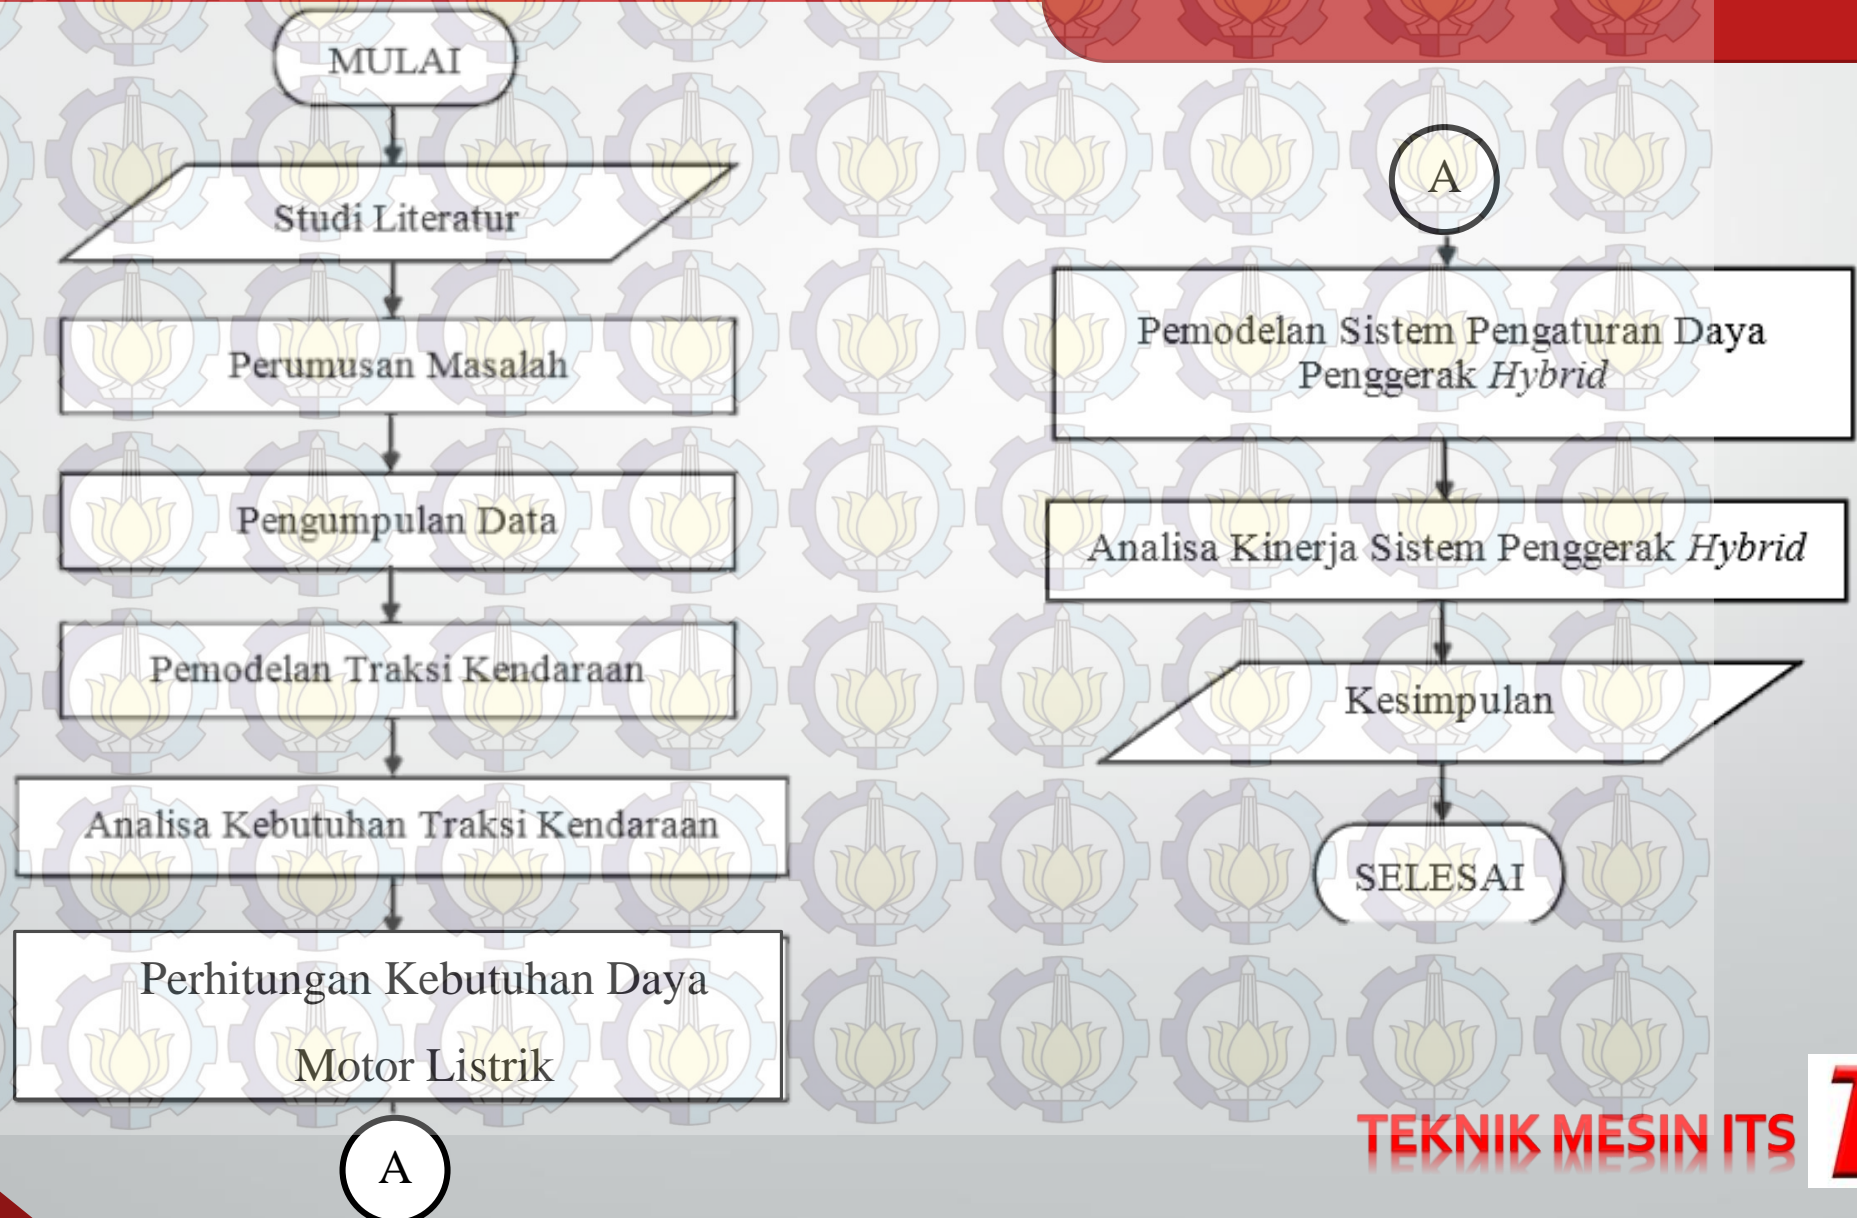 MULAI
Studi Literatur
Perumusan Masalah
Pengumpulan Data
Pemodelan Traksi Kendaraan
Analisa Kebutuhan Traksi Kendaraan
Perhitungan Kebutuhan Daya
Motor Listrik
A
A
Pemodelan Sistem Pengaturan Daya
Penggerak Hybrid
Analisa Kinerja Sistem Penggerak Hybrid
Kesimpulan
SELESAI
TEKNIK MESIN ITS